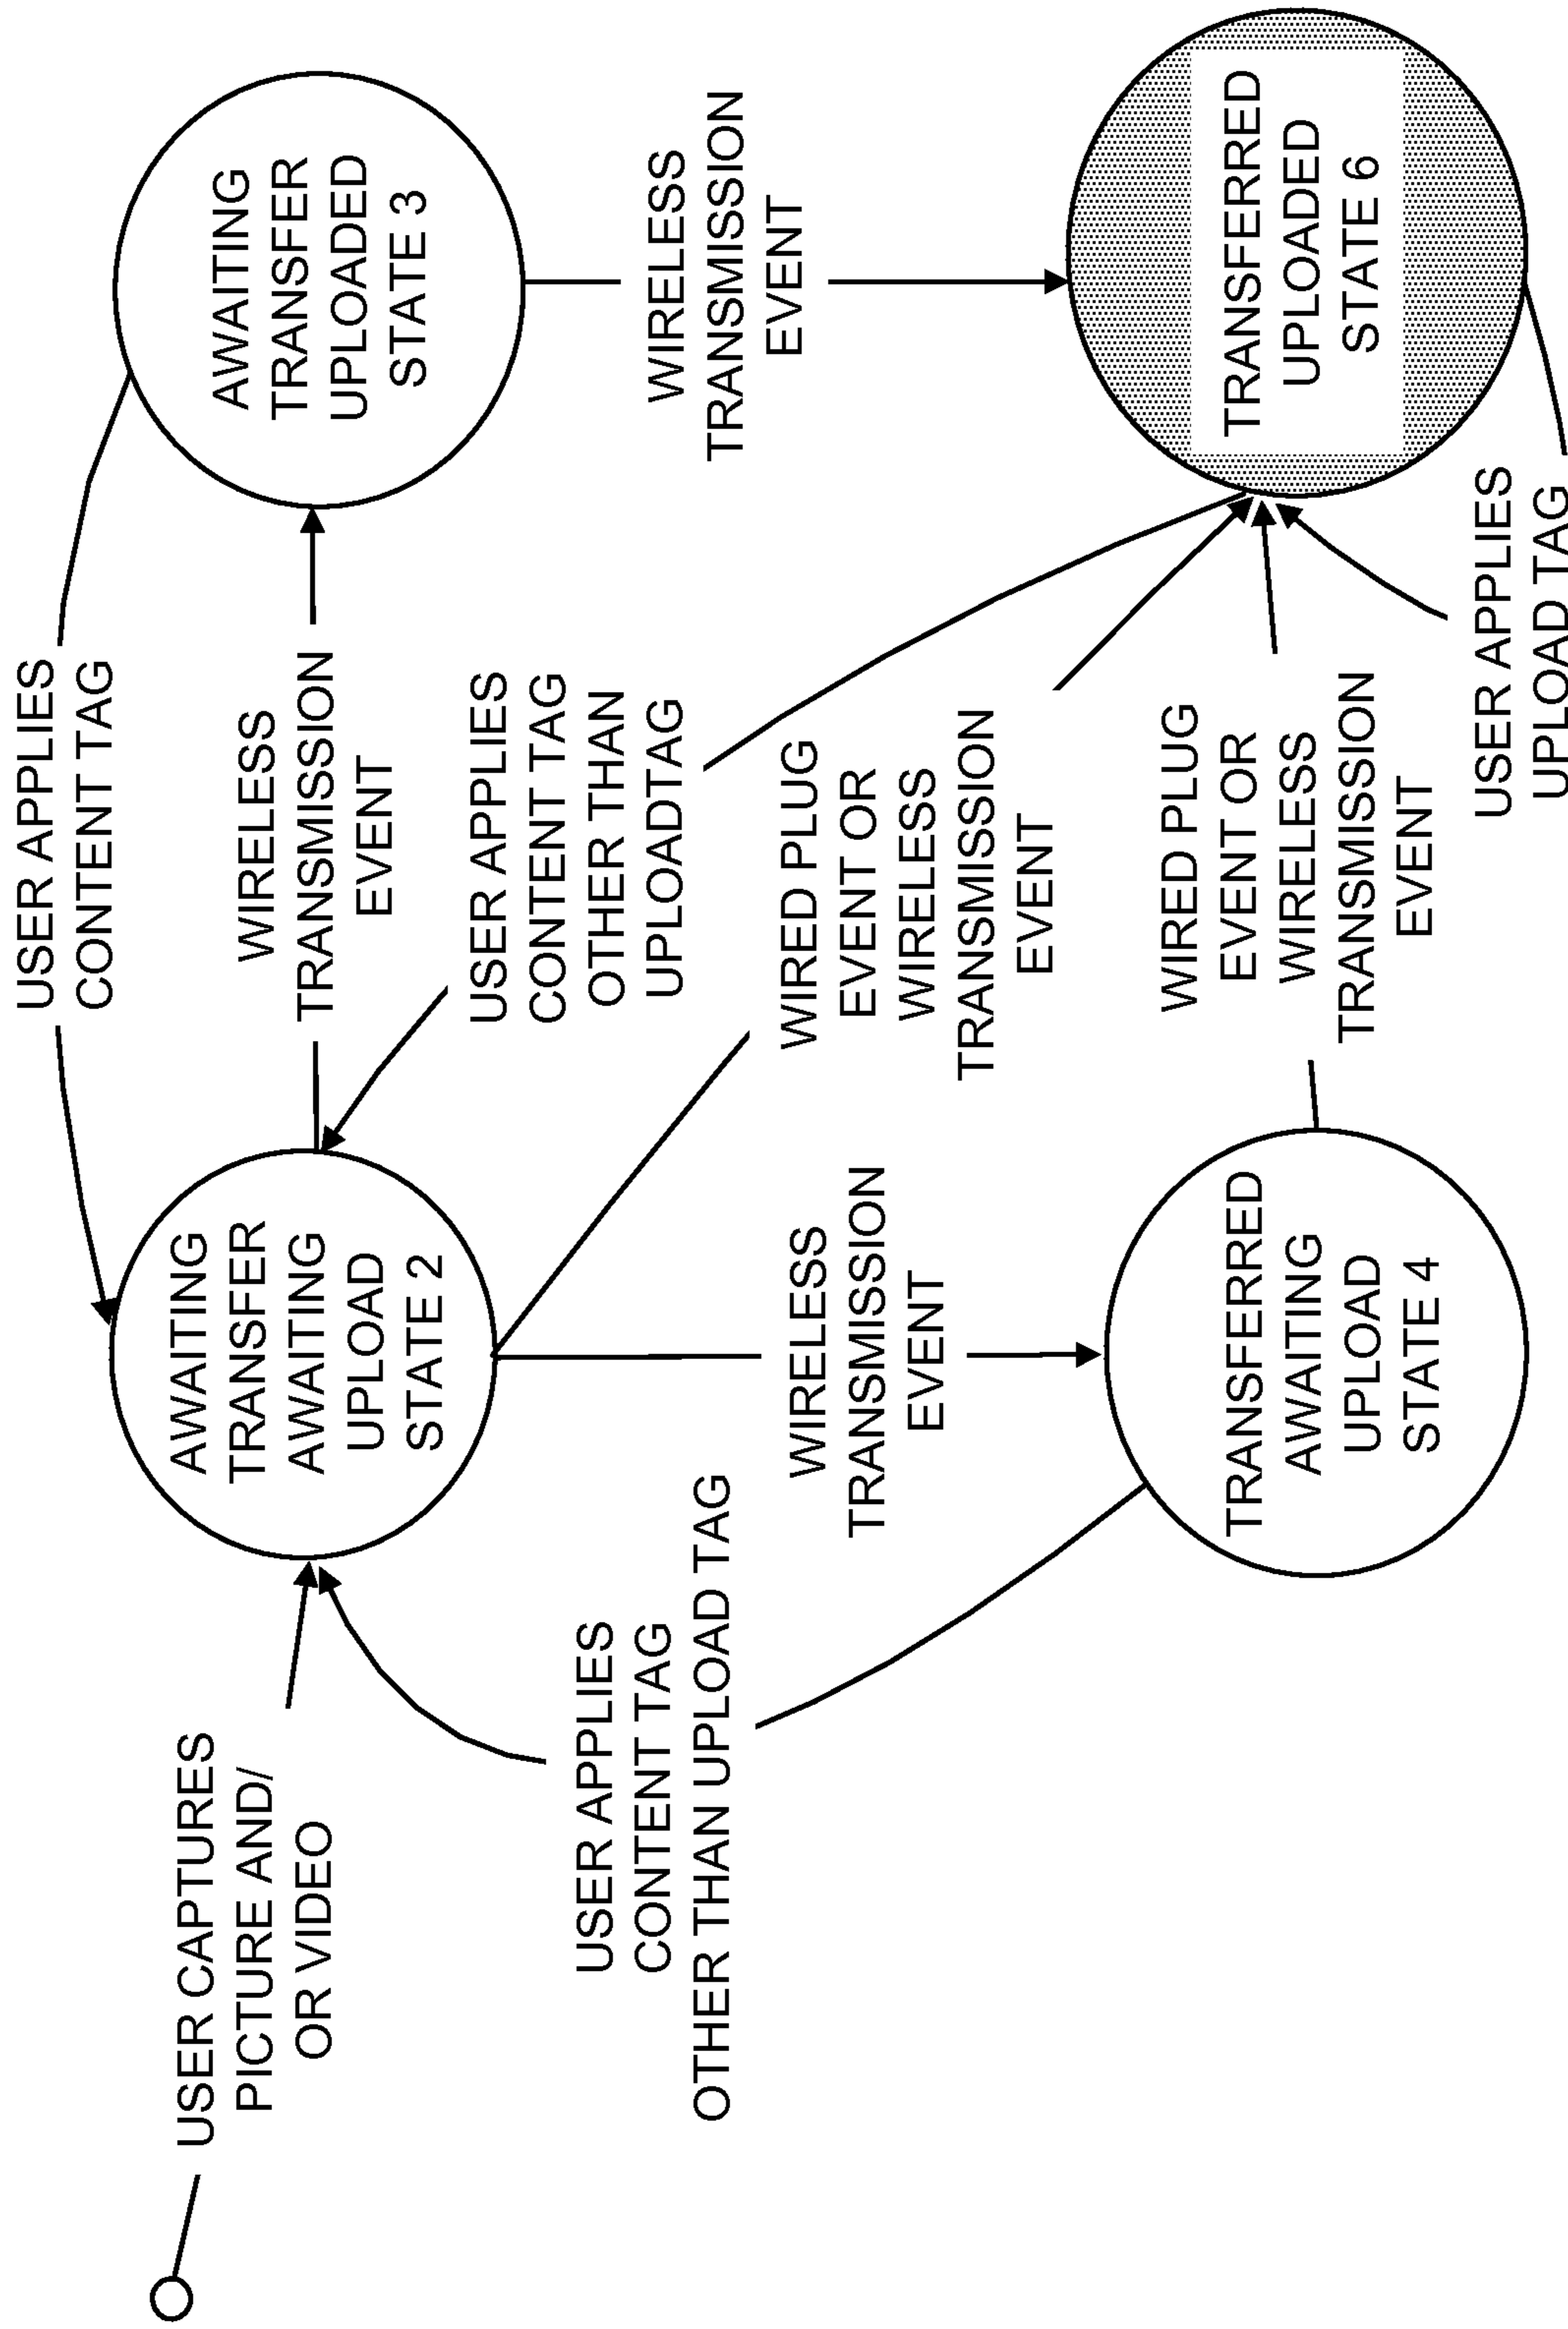 USER CAPTURES
PICTURE AND/
OR VIDEO
USER APPLIES
CONTENT TAG
AWAITING
TRANSFER
AWAITING
UPLOAD
STATE 2
WIRELESS
TRANSMISSION
EVENT
AWAITING
TRANSFER
UPLOADED
STATE 3
USER APPLIES
CONTENT TAG
OTHER THAN
UPLOADTAG
USER APPLIES
CONTENT TAG
OTHER THAN UPLOAD TAG
WIRELESS
TRANSMISSION
EVENT
WIRED PLUG
EVENT OR
WIRELESS
TRANSMISSION
EVENT
WIRELESS
TRANSMISSION
EVENT
TRANSFERRED
AWAITING
UPLOAD
STATE 4
WIRED PLUG
EVENT OR
WIRELESS
TRANSMISSION
EVENT
TRANSFERRED
UPLOADED
STATE 6
USER APPLIES
UPLOAD TAG